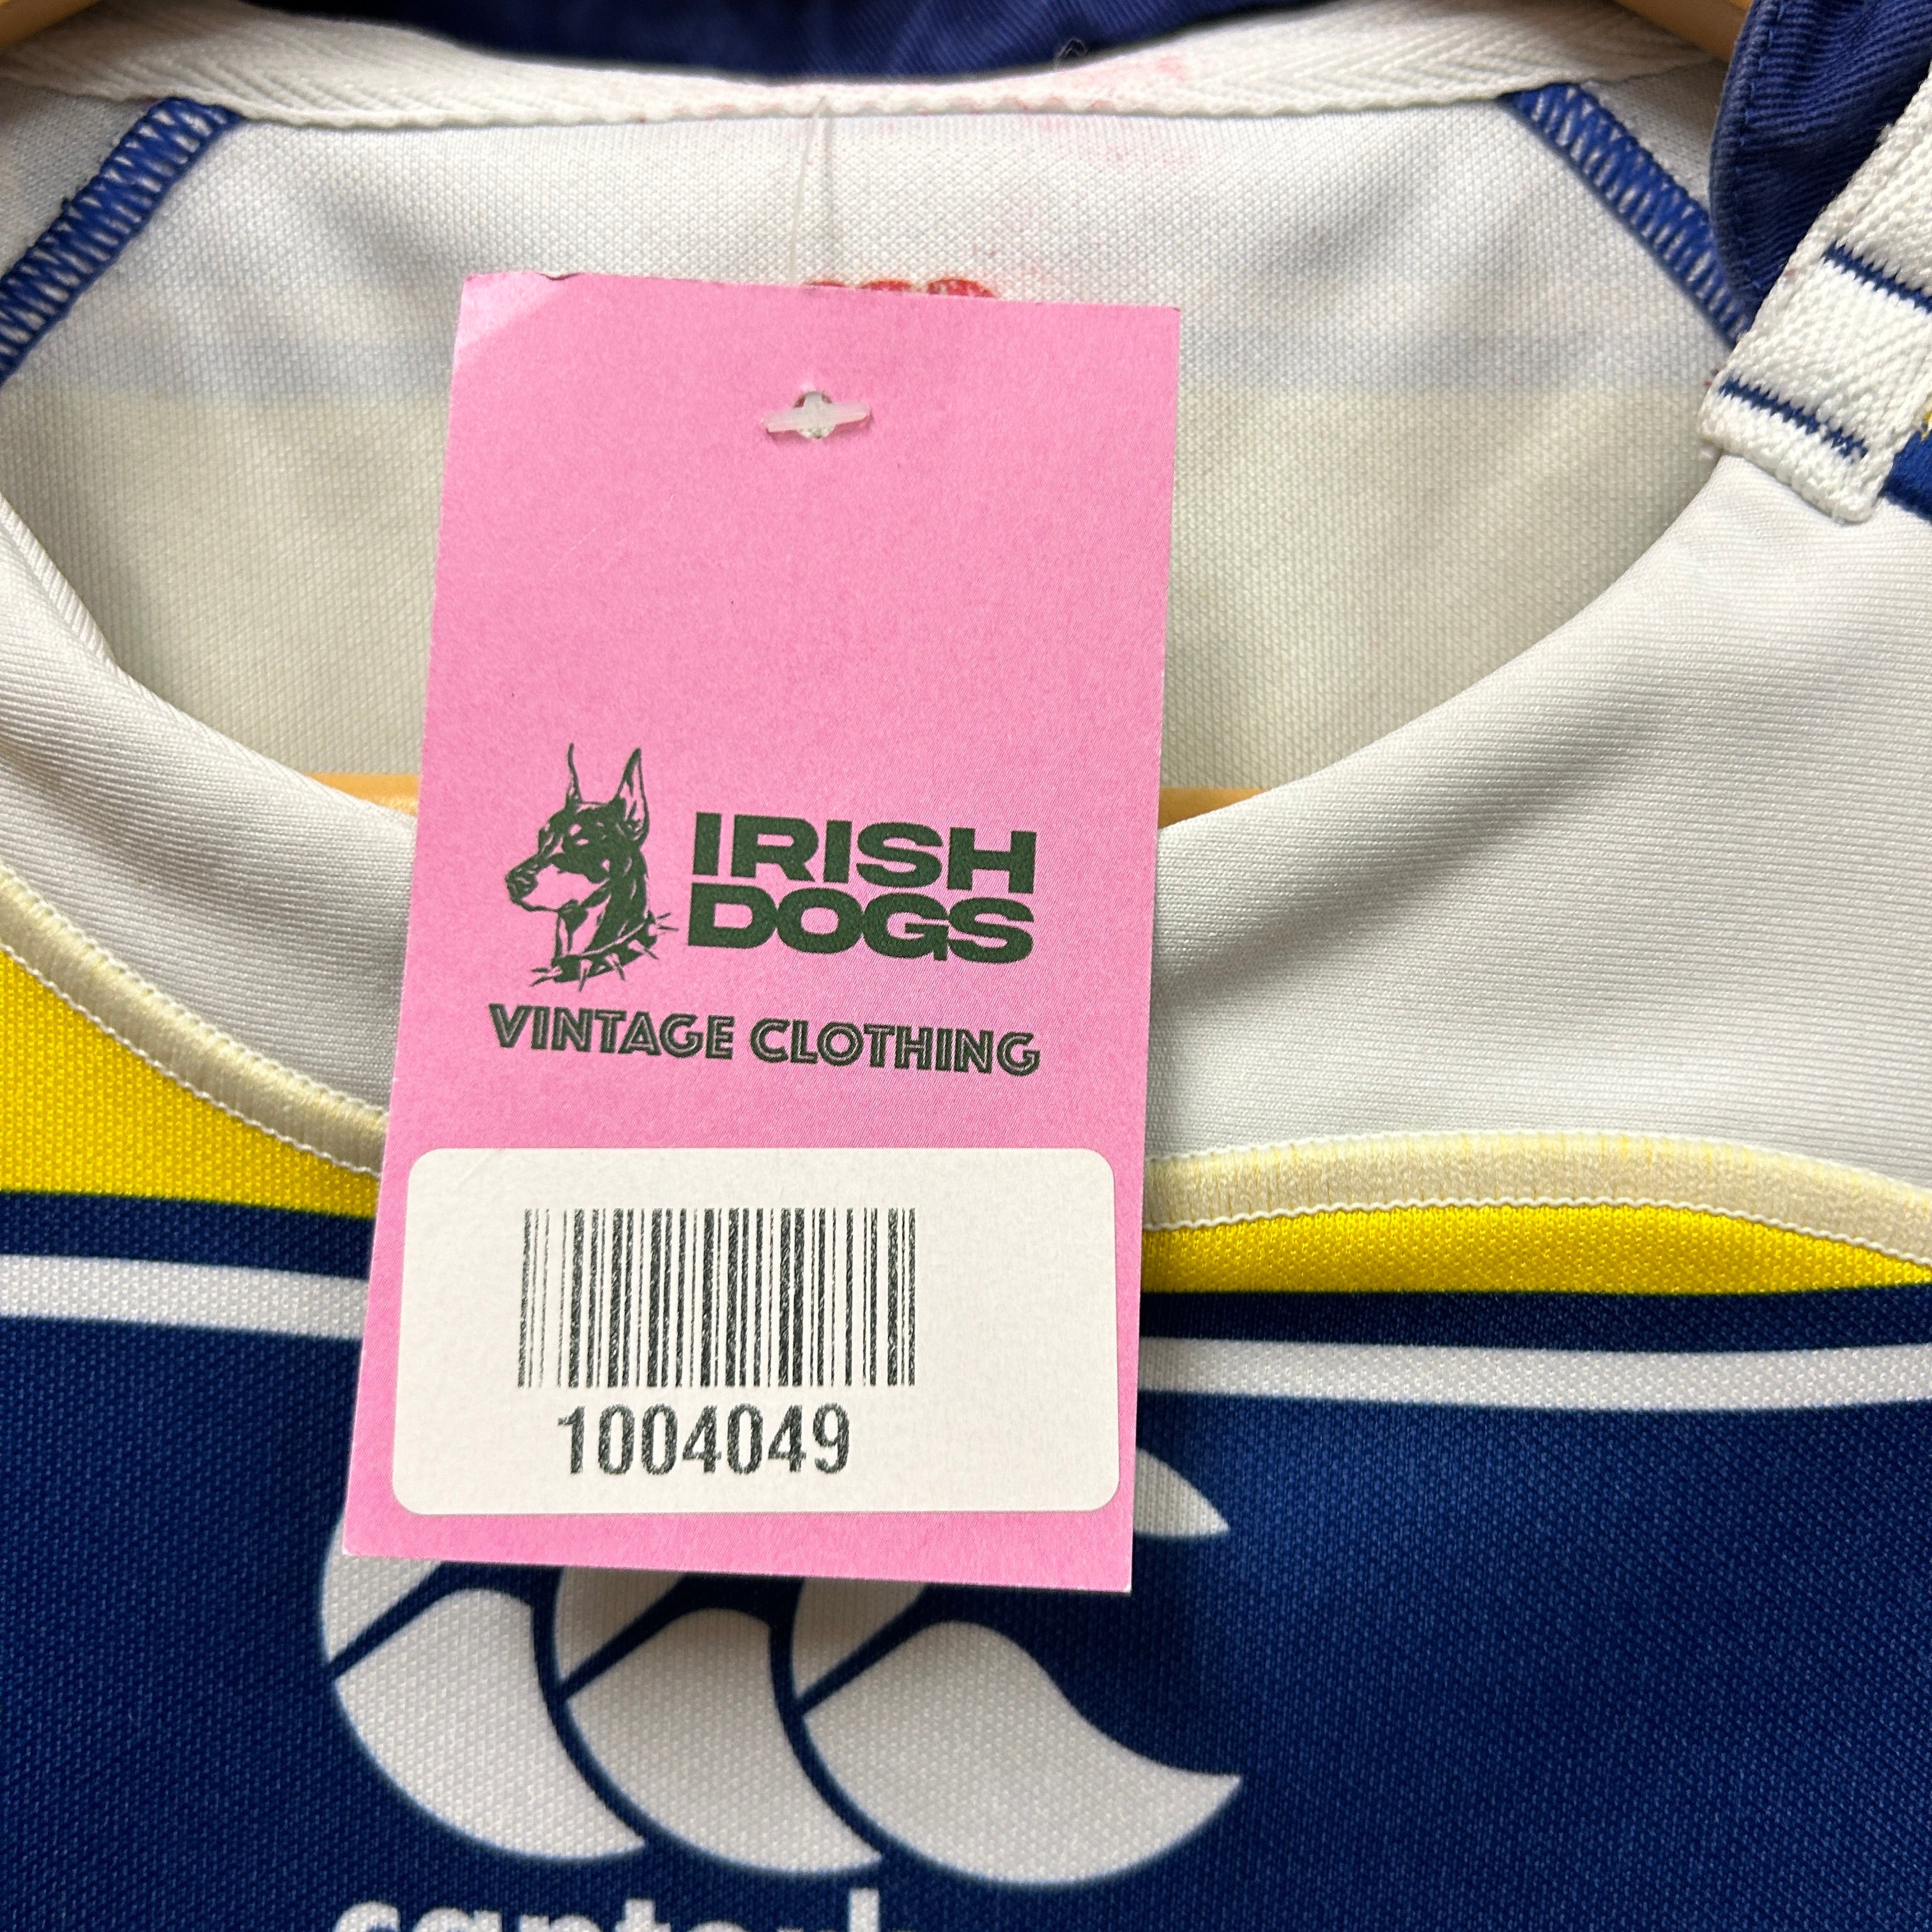 IRISH
DOGS
VINTAGE CLOTHING
1004049